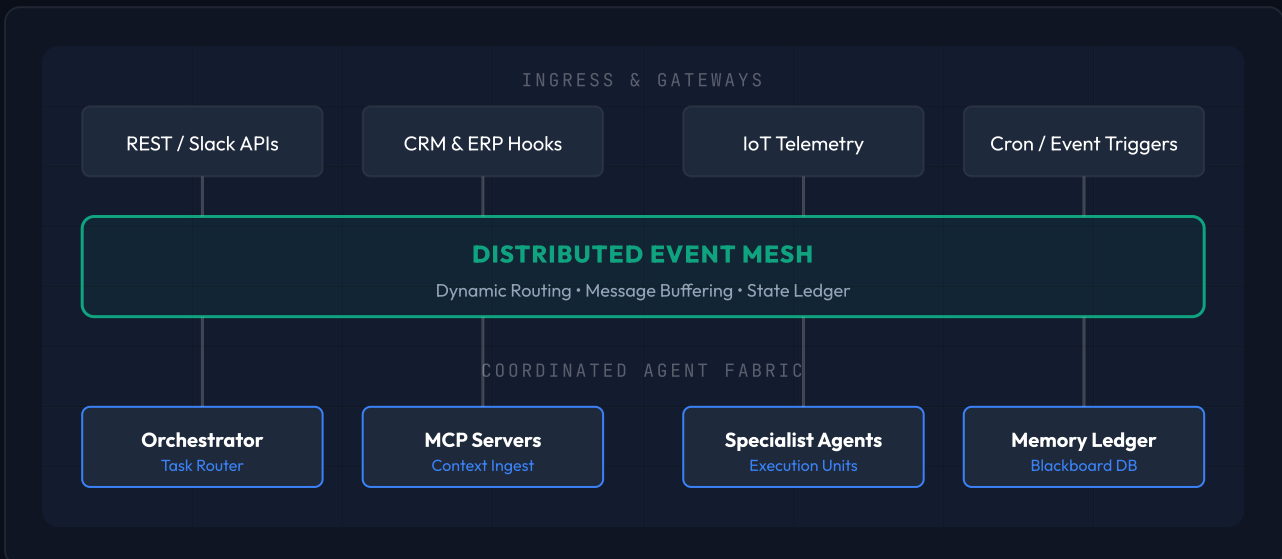 INGRESS & GATEWAYS
REST / Slack APIs
CRM & ERP Hooks
IoT Telemetry
Cron / Event Triggers
DISTRIBUTED EVENT MESH
Dynamic Routing • Message Buffering • State Ledger
COORDINATED AGENT FABRIC
Orchestrator
Task Router
MCP Servers
Context Ingest
Specialist Agents
Execution Units
Memory Ledger
Blackboard DB